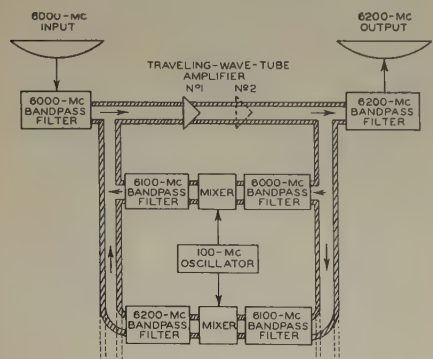 6000-MC
INPUT
6200-MC
OUTPUT
TRAVELING-WAVE-TUBE
AMPLIFIER
Nº1
Nº2
6000-MC
BANDPASS
FILTER
6200-MC
BANDPASS
FILTER
6100-MC
BANDPASS
FILTER
MIXER
6000-MC
BANDPASS
FILTER
100-MC
OSCILLATOR
6200-MC
BANDPASS
FILTER
MIXER
6100-MC
BANDPASS
FILTER